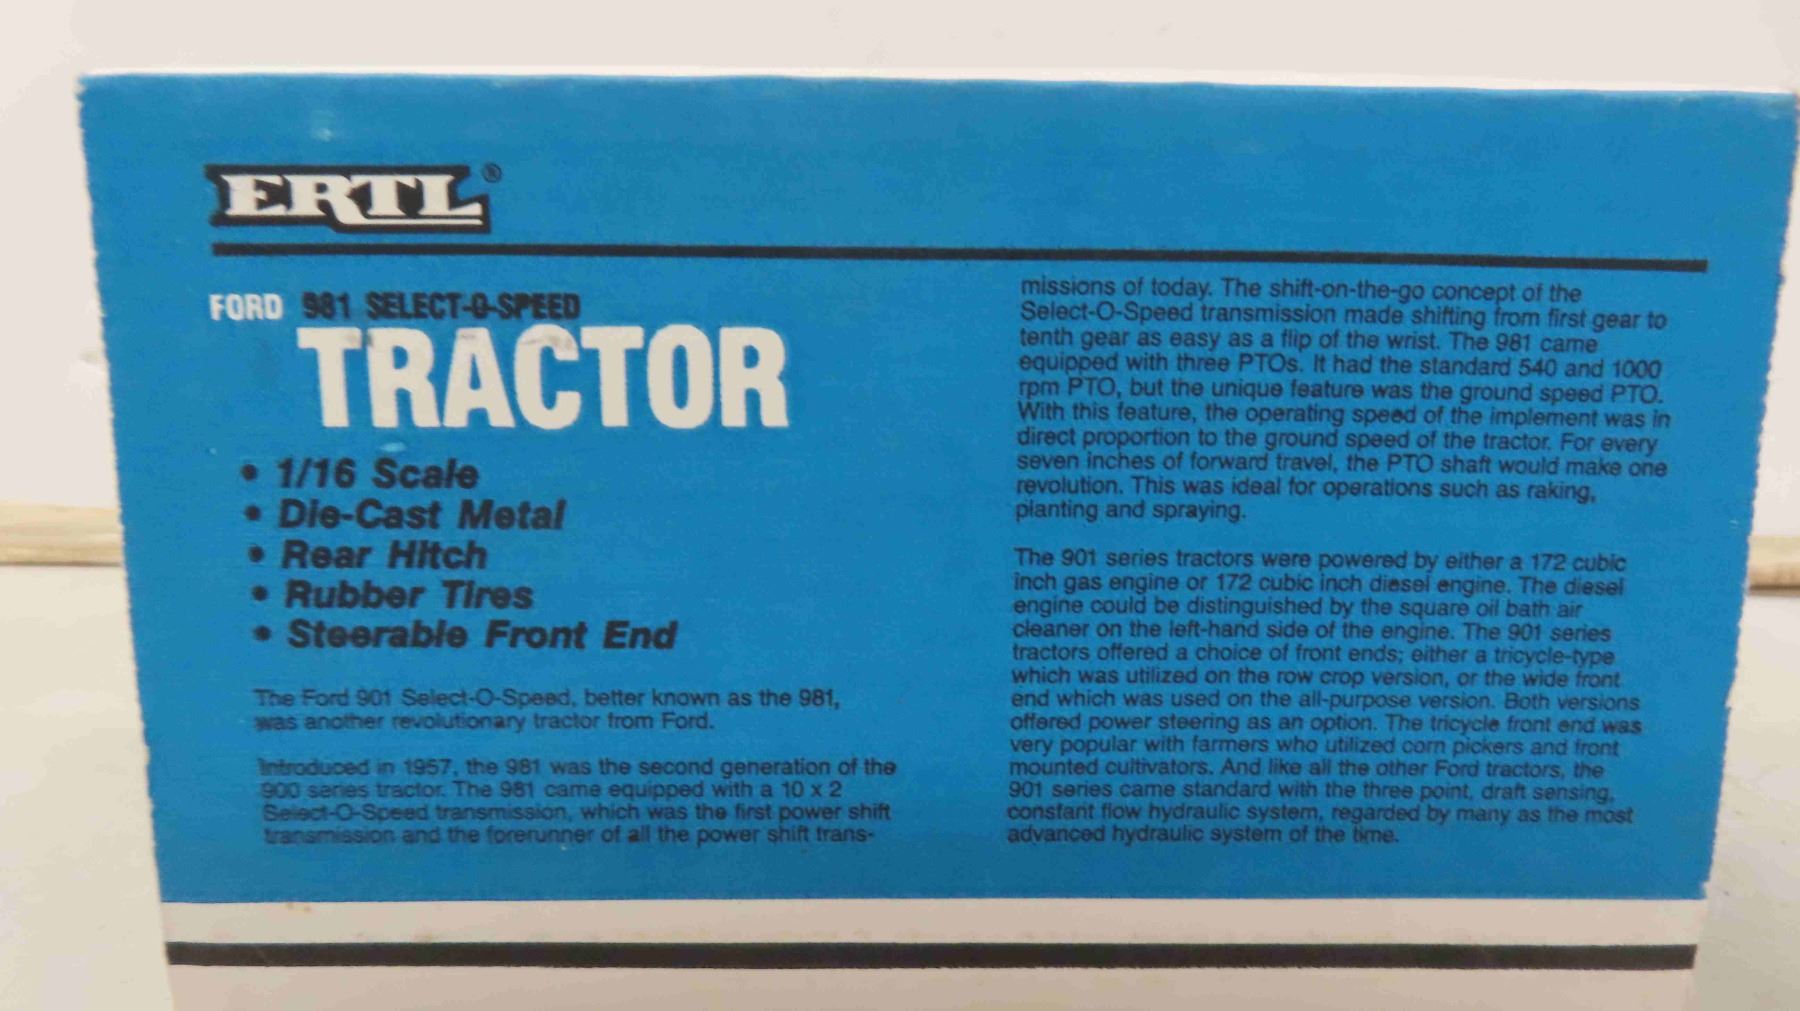 ERTL®
FORD 981 SELECT-O-SPEED
TRACTOR
• 1/16 Scale
• Die-Cast Metal
• Rear Hitch
• Rubber Tires
• Steerable Front End
The Ford 901 Select-O-Speed, better known as the 981,
was another revolutionary tractor from Ford.
Introduced in 1957, the 981 was the second generation of the
900 series tractor. The 981 came equipped with a 10 x 2
Select-O-Speed transmission, which was the first power shift
transmission and the forerunner of all the power shift trans-
missions of today. The shift-on-the-go concept of the
Select-O-Speed transmission made shifting from first gear to
tenth gear as easy as a flip of the wrist. The 981 came
equipped with three PTOs. It had the standard 540 and 1000
rpm PTO, but the unique feature was the ground speed PTO.
With this feature, the operating speed of the implement was in
direct proportion to the ground speed of the tractor. For every
seven inches of forward travel, the PTO shaft would make one
revolution. This was ideal for operations such as raking,
planting and spraying.
The 901 series tractors were powered by either a 172 cubic
inch gas engine or 172 cubic inch diesel engine. The diesel
engine could be distinguished by the square oil bath air
cleaner on the left-hand side of the engine. The 901 series
tractors offered a choice of front ends; either a tricycle-type
which was utilized on the row crop version, or the wide front
end which was used on the all-purpose version. Both versions
offered power steering as an option. The tricycle front end was
very popular with farmers who utilized corn pickers and front
mounted cultivators. And like all the other Ford tractors, the
901 series came standard with the three point, draft sensing,
constant flow hydraulic system, regarded by many as the most
advanced hydraulic system of the time.